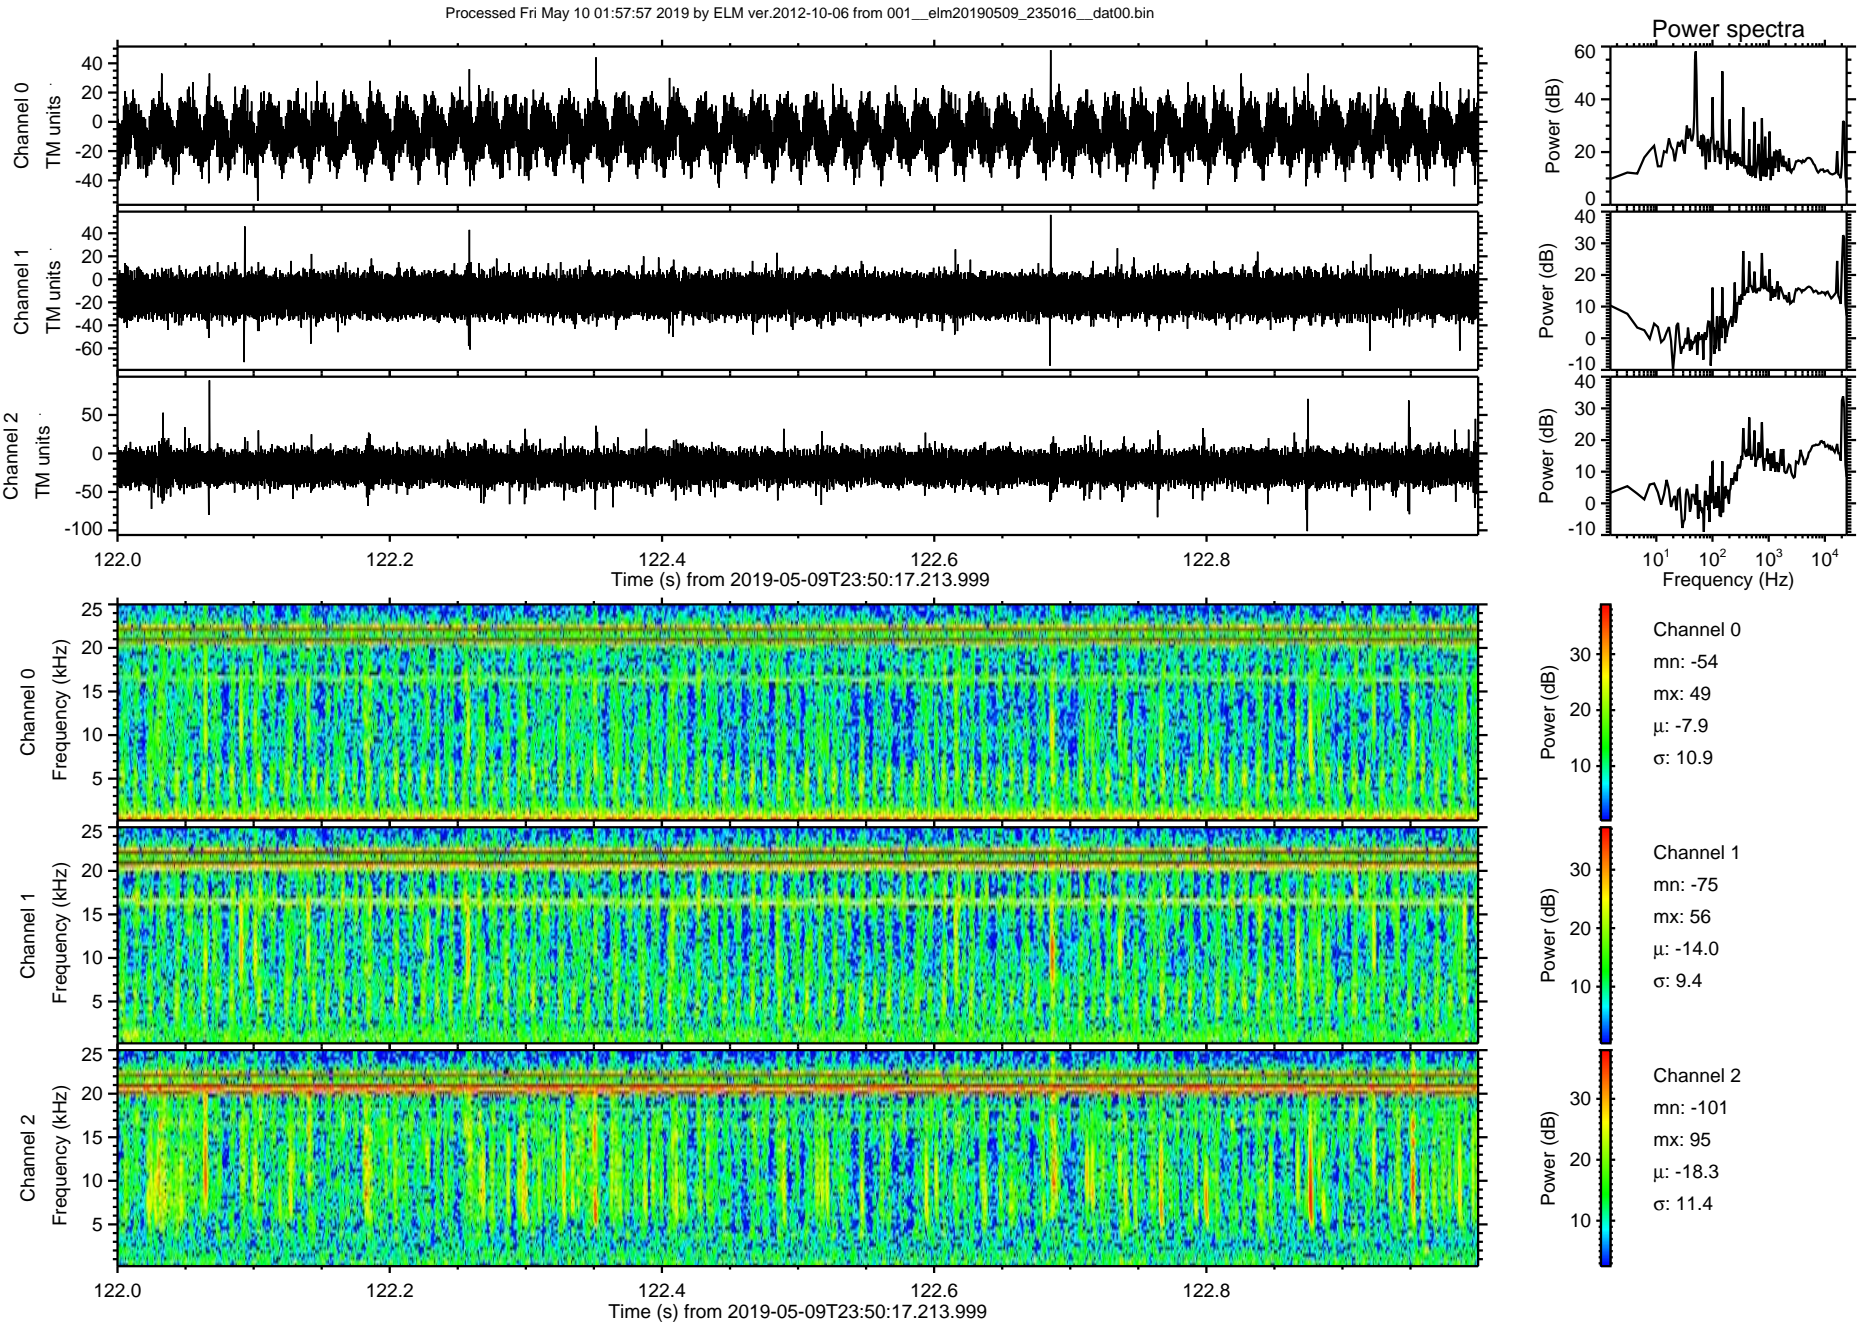 Processed Fri May 10 01:57:57 2019 by ELM ver.2012-10-06 from 001__elm20190509_235016__dat00.bin
Power spectra
Channel 0
TM units
40
20
0
-20
-40
Power (dB)
60
40
20
0
Channel 1
TM units
40
20
0
-20
-40
-60
Power (dB)
40
30
20
10
0
-10
Channel 2
TM units
50
0
-50
-100
Power (dB)
40
30
20
10
0
-10
122.0 122.2 122.4 122.6 122.8
Time (s) from 2019-05-09T23:50:17.213.999
10¹ 10² 10³ 10⁴
Frequency (Hz)
Channel 0
Frequency (kHz)
25
20
15
10
5
Power (dB)
30
20
10
Channel 0
mn: -54
mx: 49
μ: -7.9
σ: 10.9
Channel 1
Frequency (kHz)
25
20
15
10
5
Power (dB)
30
20
10
Channel 1
mn: -75
mx: 56
μ: -14.0
σ: 9.4
Channel 2
Frequency (kHz)
25
20
15
10
5
Power (dB)
30
20
10
Channel 2
mn: -101
mx: 95
μ: -18.3
σ: 11.4
122.0 122.2 122.4 122.6 122.8
Time (s) from 2019-05-09T23:50:17.213.999